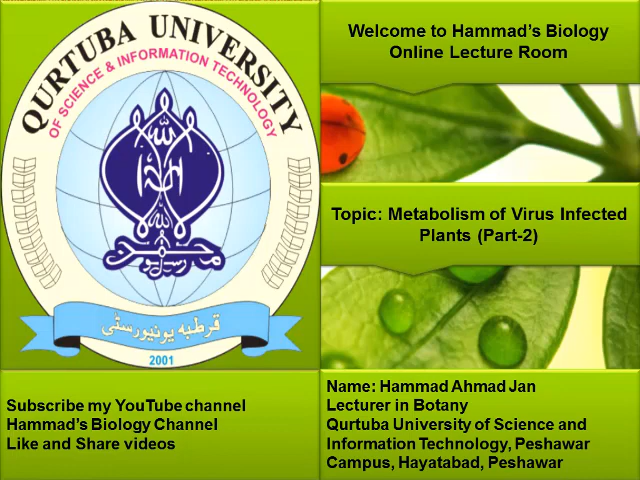 QURTUBA UNIVERSITY
OF SCIENCE & INFORMATION TECHNOLOGY
قرطبه یونیورسٹی
2001
Welcome to Hammad’s Biology
Online Lecture Room
Topic: Metabolism of Virus Infected
Plants (Part-2)
Subscribe my YouTube channel
Hammad’s Biology Channel
Like and Share videos
Name: Hammad Ahmad Jan
Lecturer in Botany
Qurtuba University of Science and
Information Technology, Peshawar
Campus, Hayatabad, Peshawar